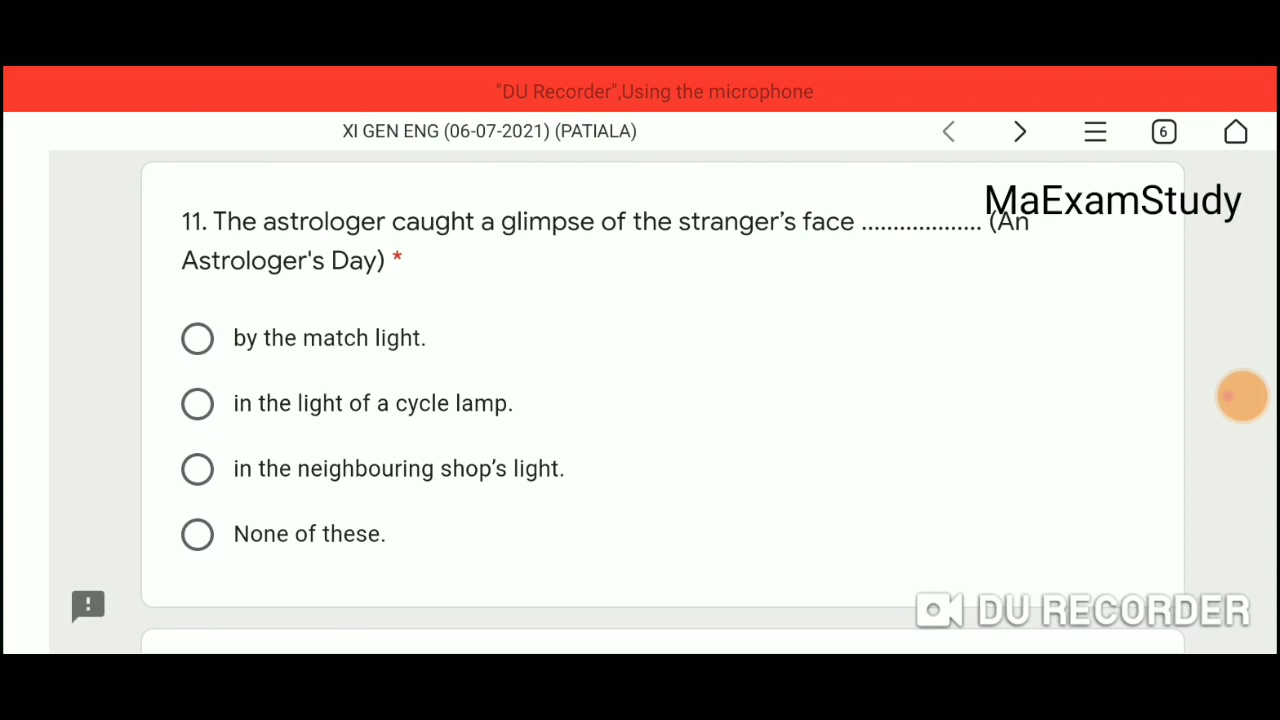 "DU Recorder",Using the microphone
XI GEN ENG (06-07-2021) (PATIALA)
6
MaExamStudy
11. The astrologer caught a glimpse of the stranger’s face ................... (An
Astrologer's Day) *
by the match light.
in the light of a cycle lamp.
in the neighbouring shop’s light.
None of these.
!
DU RECORDER